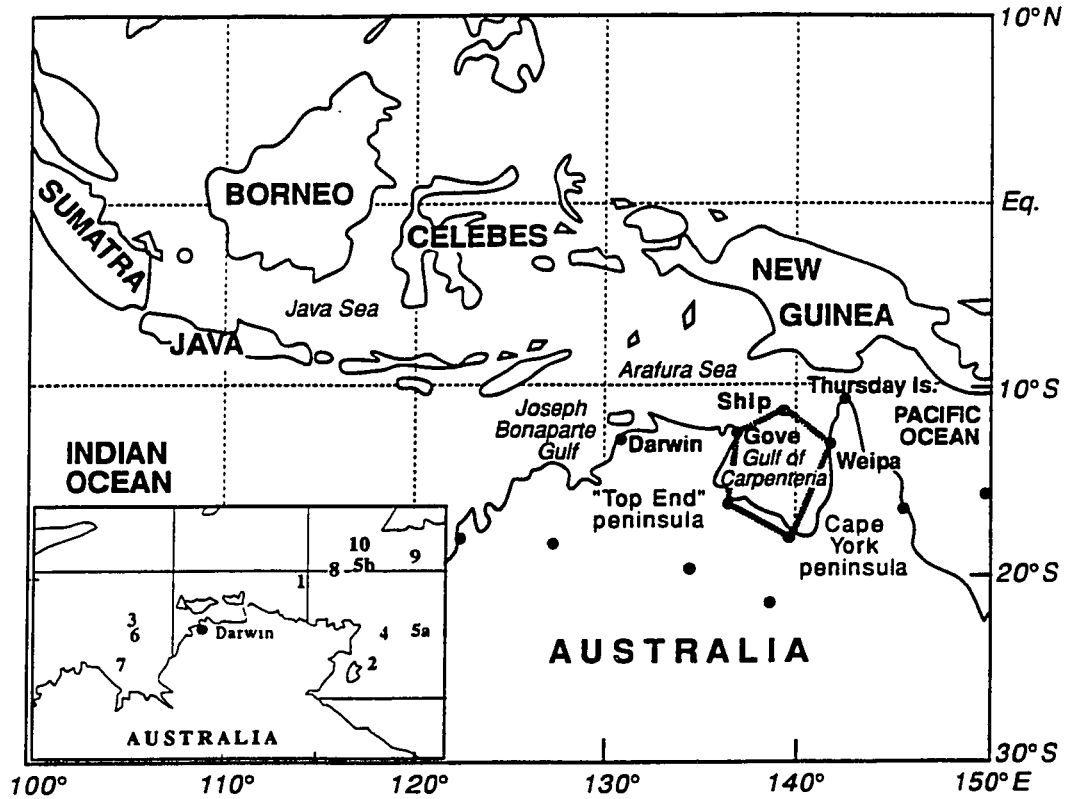 10°N
BORNEO
SUMATRA
Eq.
CELEBES
NEW
GUINEA
Java Sea
JAVA
Arafura Sea
10°S
Thursday Is.
Ship
PACIFIC
OCEAN
Joseph
Bonaparte
Gulf
Darwin
Gove
Gulf of
Carpenteria
Weipa
INDIAN
OCEAN
"Top End"
peninsula
Cape
York
peninsula
20°S
AUSTRALIA
10
9
8 5b
1
3
6
Darwin
4 5a
7
2
AUSTRALIA
30°S
100° 110° 120° 130° 140° 150°E